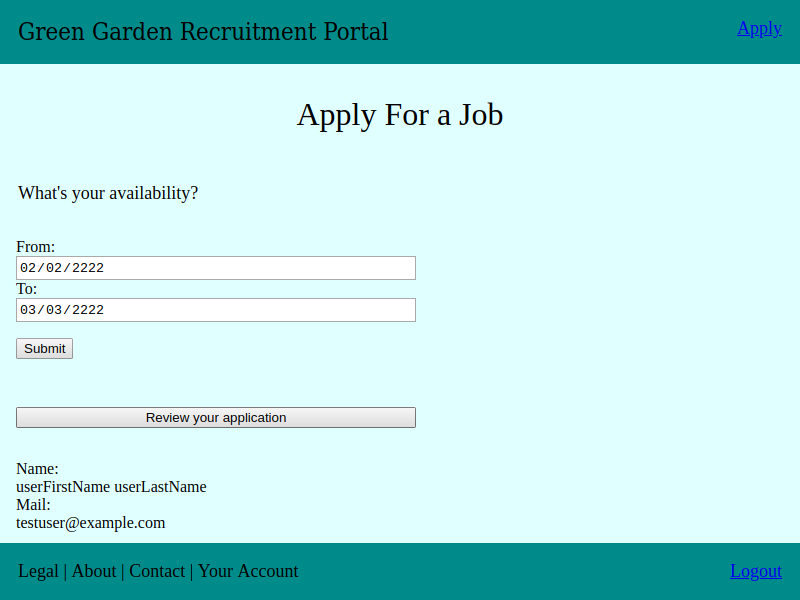 Green Garden Recruitment Portal
Apply
Apply For a Job
What's your availability?
From:
02/02/2222
To:
03/03/2222
Submit
Review your application
Name:
userFirstName userLastName
Mail:
testuser@example.com
Legal | About | Contact | Your Account
Logout